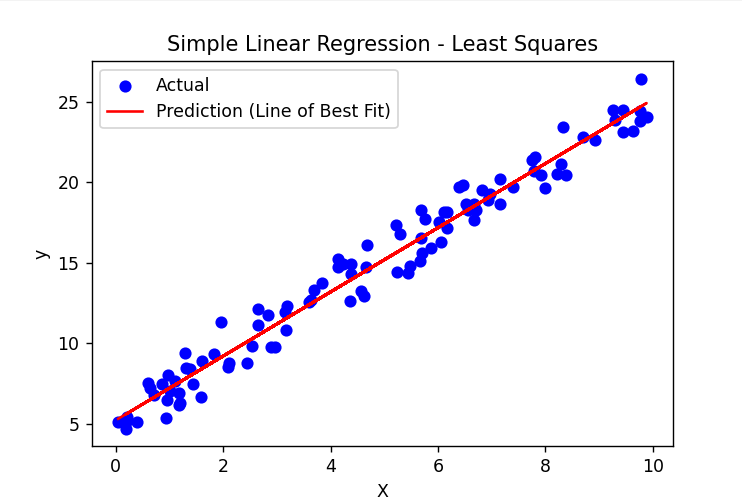 Simple Linear Regression - Least Squares
Actual
Prediction (Line of Best Fit)
25
20
15
10
5
y
0 2 4 6 8 10
X